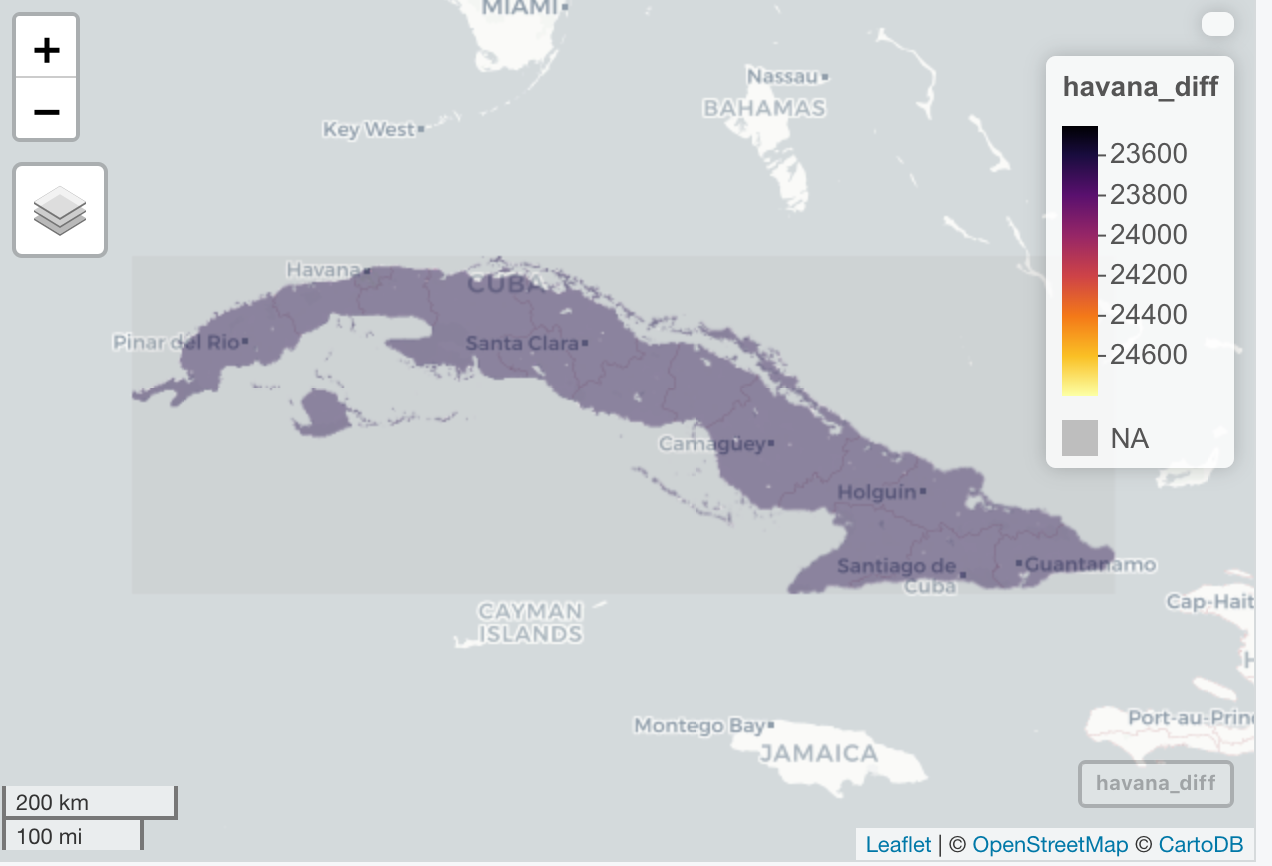 +
−
MIAMI
Nassau
BAHAMAS
Key West
havana_diff
23600
23800
24000
24200
24400
24600
NA
Havana
CUBA
Pinar del Rio
Santa Clara
Camagüey
Holguín
Santiago de
Cuba
Guantanamo
CAYMAN
ISLANDS
Cap-Hait
H
Montego Bay
JAMAICA
Port-au-Prin
havana_diff
200 km
100 mi
Leaflet | © OpenStreetMap © CartoDB